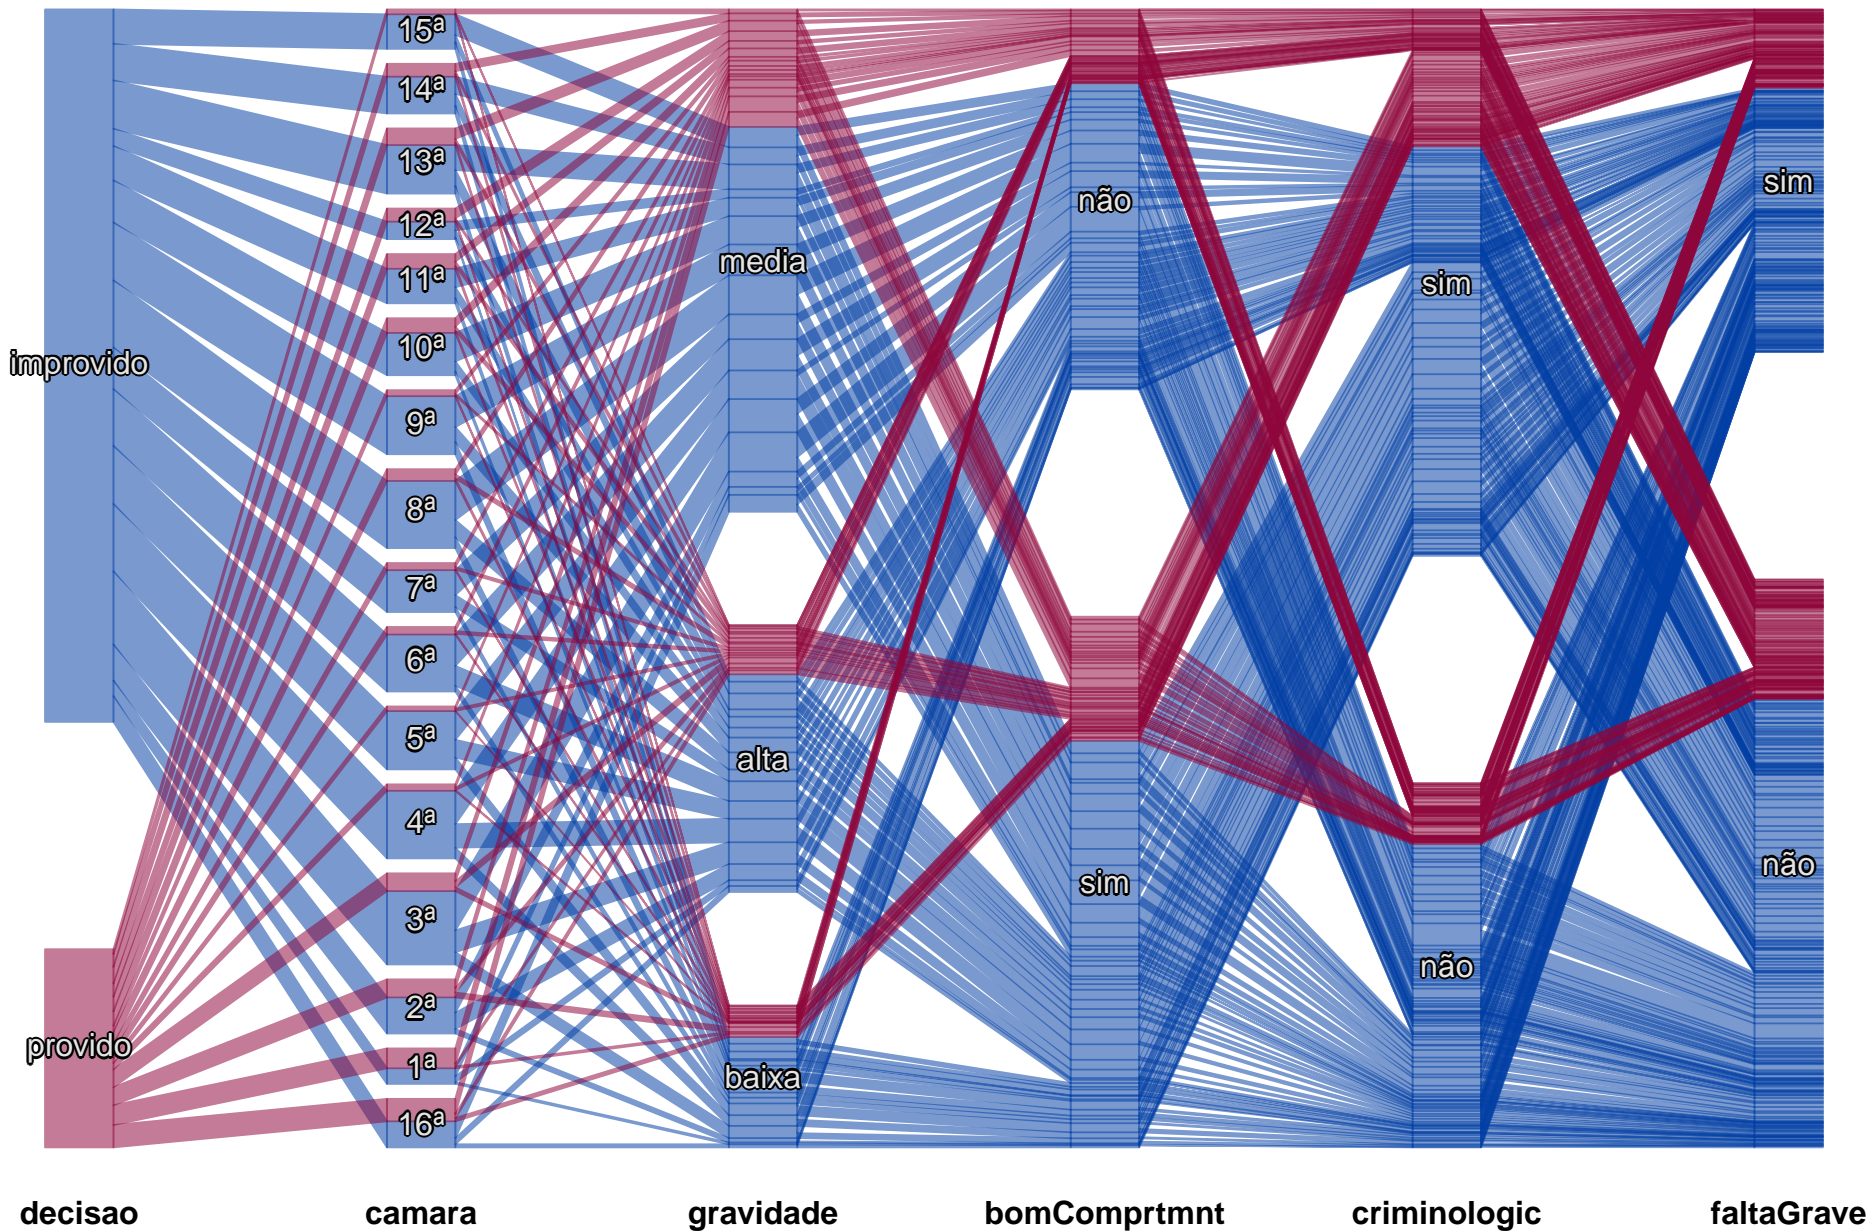 improvido
provido
15ª
14ª
13ª
12ª
11ª
10ª
9ª
8ª
7ª
6ª
5ª
4ª
3ª
2ª
1ª
16ª
media
alta
baixa
não
sim
sim
não
sim
não
decisao camara gravidade bomComprtmnt criminologic faltaGrave